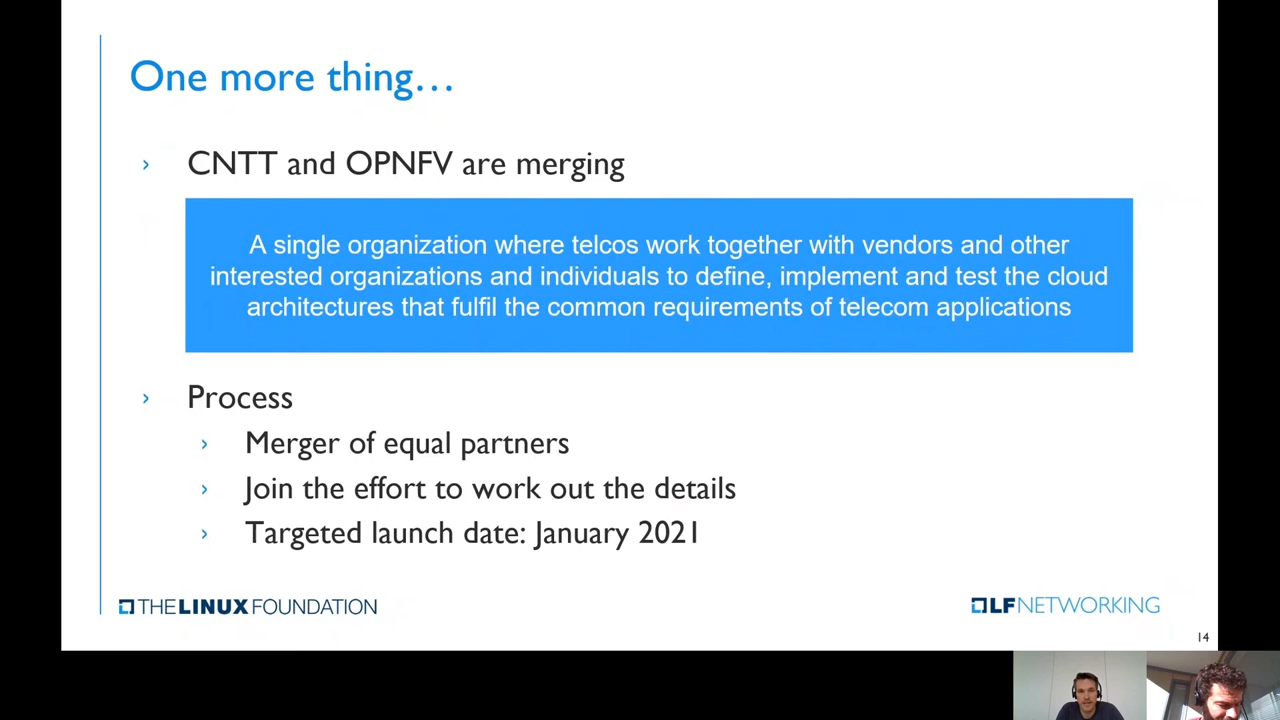 One more thing…
CNTT and OPNFV are merging
A single organization where telcos work together with vendors and other
interested organizations and individuals to define, implement and test the cloud
architectures that fulfil the common requirements of telecom applications
Process
Merger of equal partners
Join the effort to work out the details
Targeted launch date: January 2021
THE LINUX FOUNDATION
LF NETWORKING
14